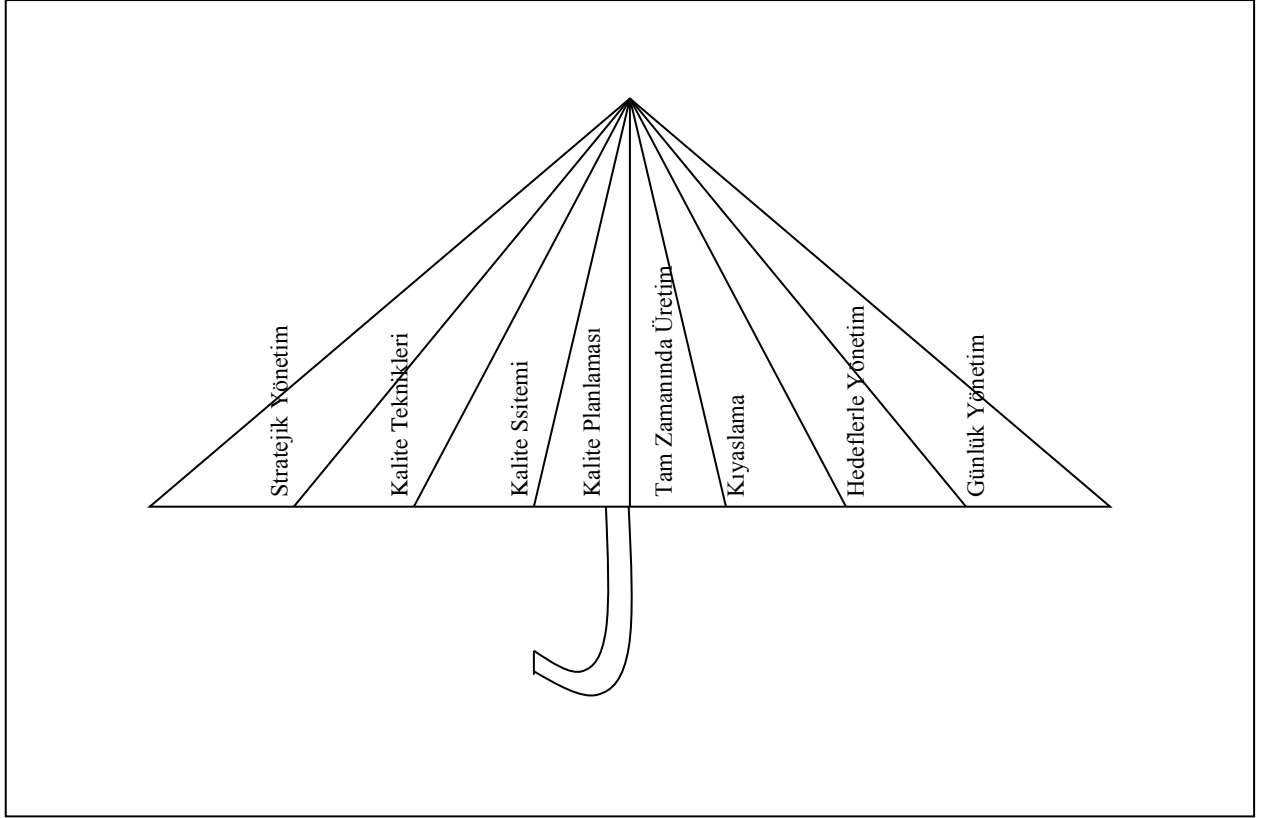 Stratejik Yönetim
Kalite Teknikleri
Kalite Ssitemi
Kalite Planlaması
Tam Zamanında Üretim
Kıyaslama
Hedeflerle Yönetim
Günlük Yönetim